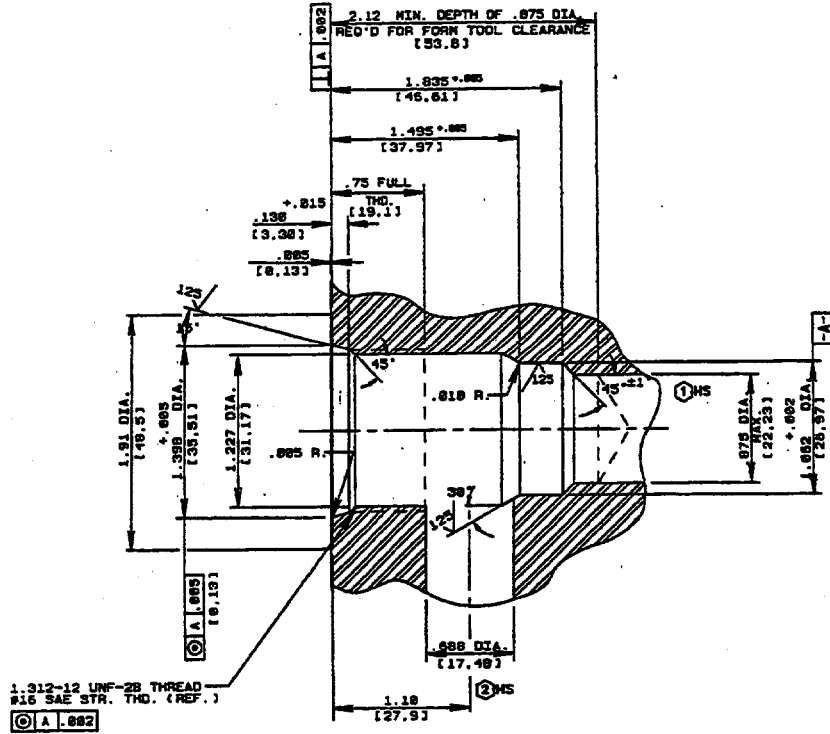 2.12 MIN. DEPTH OF .875 DIA.
REQ'D FOR FORM TOOL CLEARANCE
[53.8]
⊥ A .002
1.835 +.005
[46.61]
1.495 +.005
[37.97]
.75 FULL
THD.
[19.1]
+.015
.130
[3.30]
.005
[0.13]
125
15°
45°
.010 R.
125
45°±1
1 HS
-A-
1.91 DIA.
[48.5]
+.005
1.398 DIA.
[35.51]
1.227 DIA.
[31.17]
.005 R.
.875 DIA.
MAX.
[22.23]
+.002
1.062 DIA.
[26.97]
30°
125
◎ A .005
[0.13]
.688 DIA.
[17.48]
1.312-12 UNF-2B THREAD
#16 SAE STR. THD. (REF.)
◎ A .002
1.10
[27.9]
2 HS